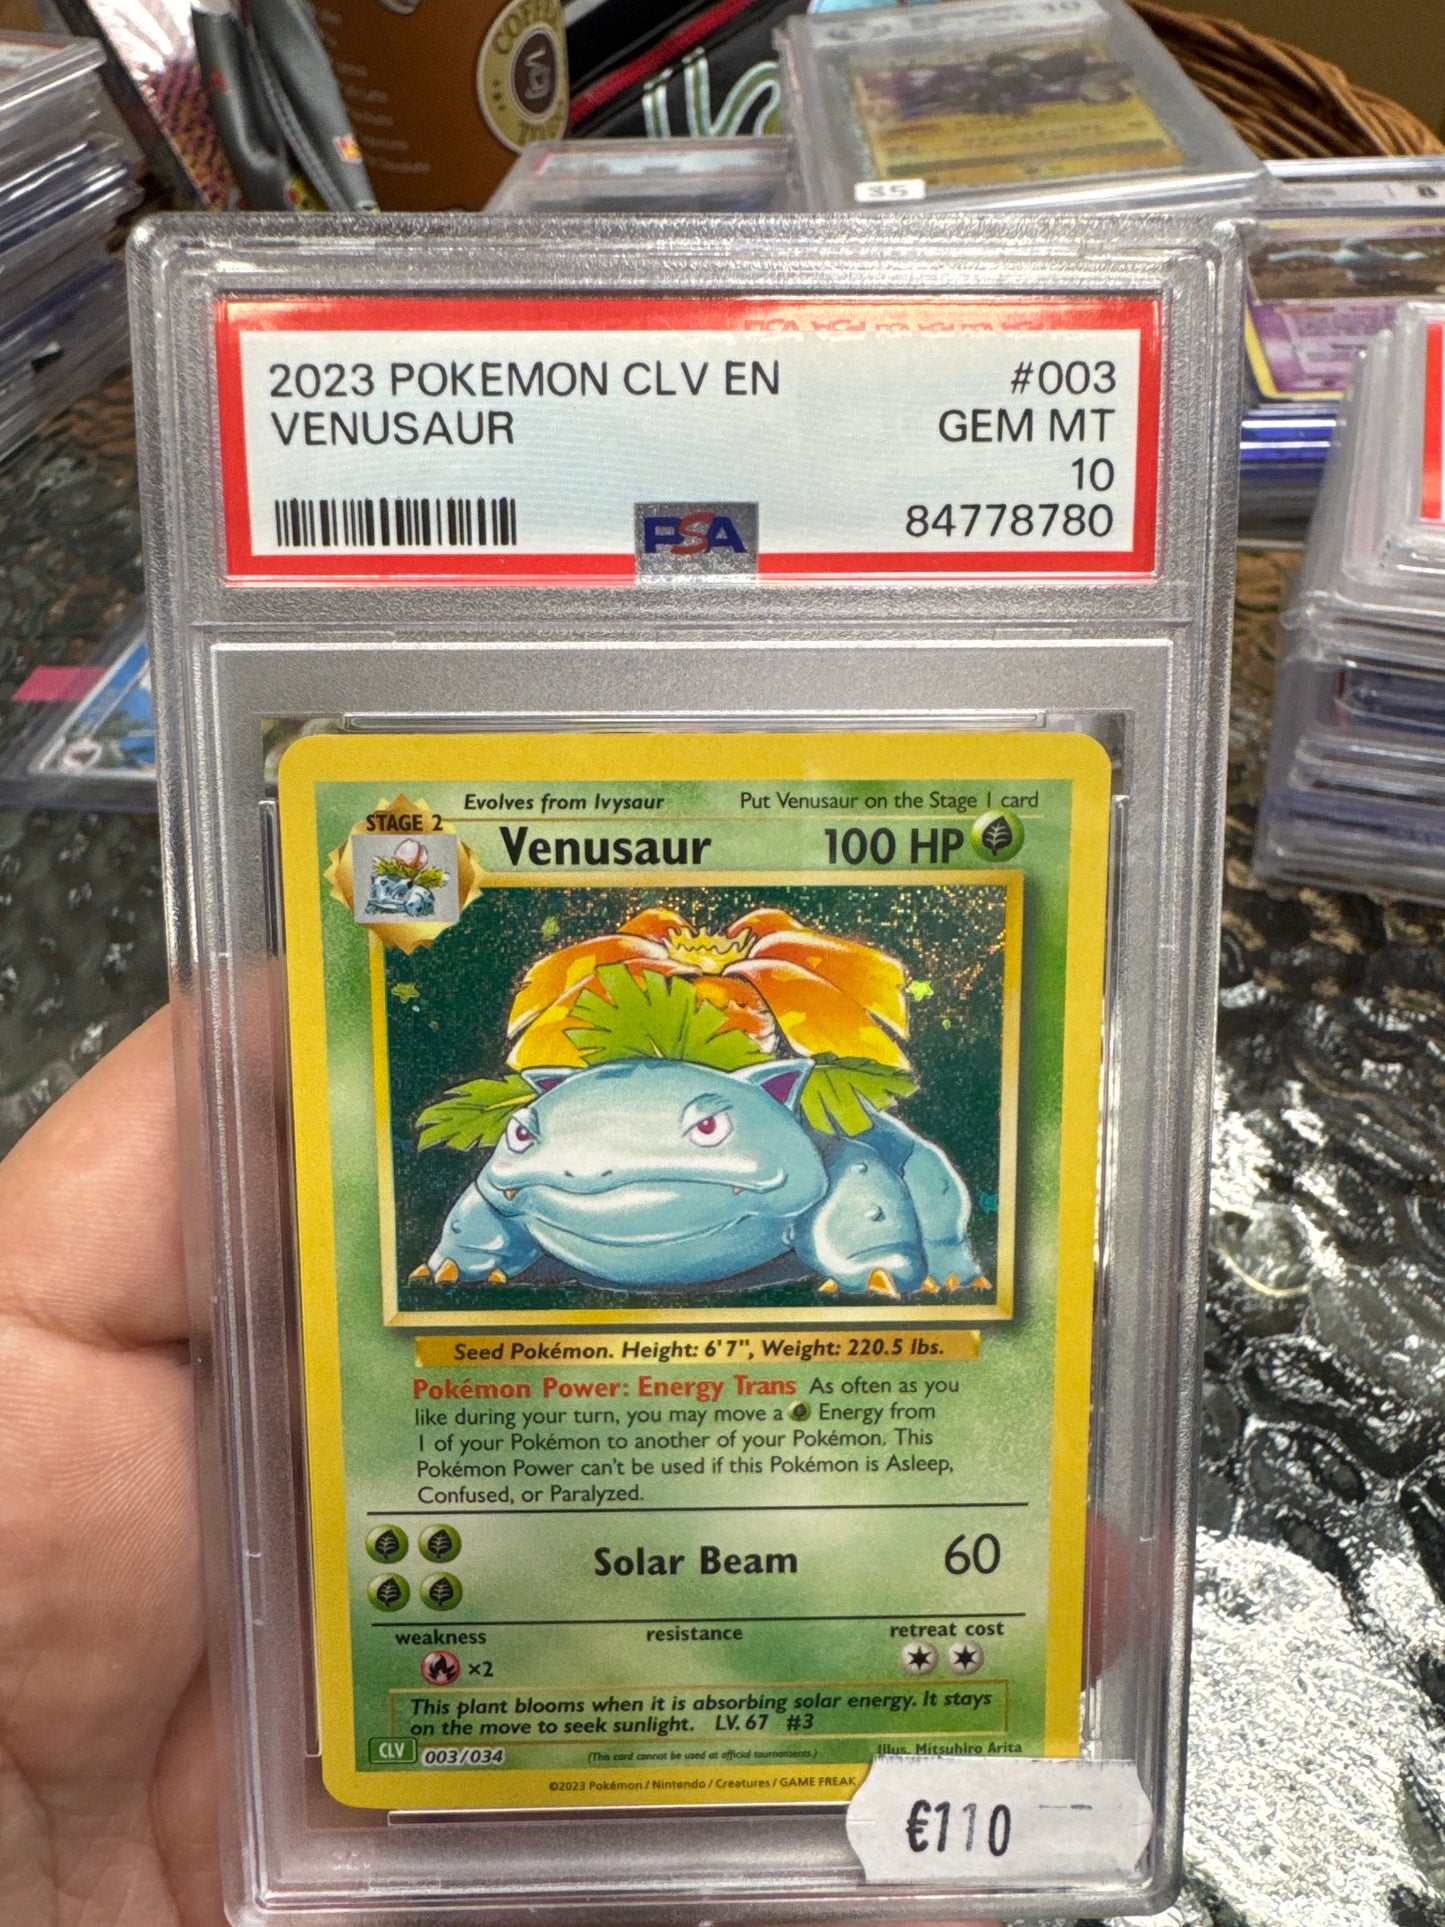 COFFEE
TOGO
10
35
8
2023 POKEMON CLV EN
#003
VENUSAUR
GEM MT
10
PSA
84778780
Evolves from Ivysaur
Put Venusaur on the Stage 1 card
STAGE 2
Venusaur
100 HP
Seed Pokémon. Height: 6'7", Weight: 220.5 lbs.
Pokémon Power: Energy Trans As often as you
like during your turn, you may move a Energy from
1 of your Pokémon to another of your Pokémon. This
Pokémon Power can't be used if this Pokémon is Asleep,
Confused, or Paralyzed.
Solar Beam
60
weakness
resistance
retreat cost
×2
This plant blooms when it is absorbing solar energy. It stays
on the move to seek sunlight. LV. 67 #3
CLV
003/034
(This card cannot be used at official tournaments.)
Illus. Mitsuhiro Arita
©2023 Pokémon / Nintendo / Creatures / GAME FREAK
€110